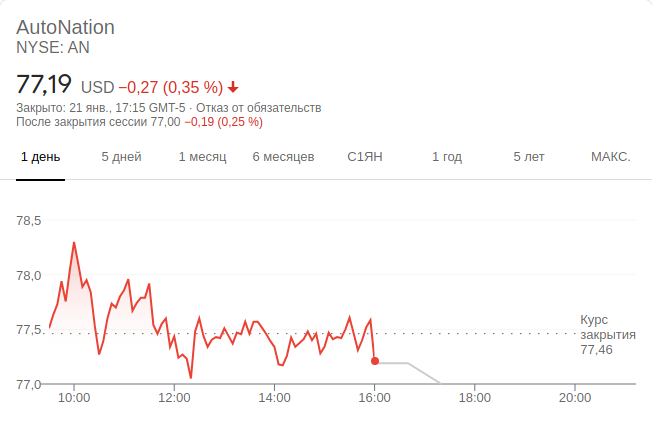 AutoNation
NYSE: AN
77,19 USD −0,27 (0,35 %)
Закрыто: 21 янв., 17:15 GMT-5 · Отказ от обязательств
После закрытия сессии 77,00 −0,19 (0,25 %)
1 день 5 дней 1 месяц 6 месяцев С1ЯН 1 год 5 лет МАКС.
78,5
78,0
77,5
77,0
Курс
закрытия
77,46
10:00 12:00 14:00 16:00 18:00 20:00